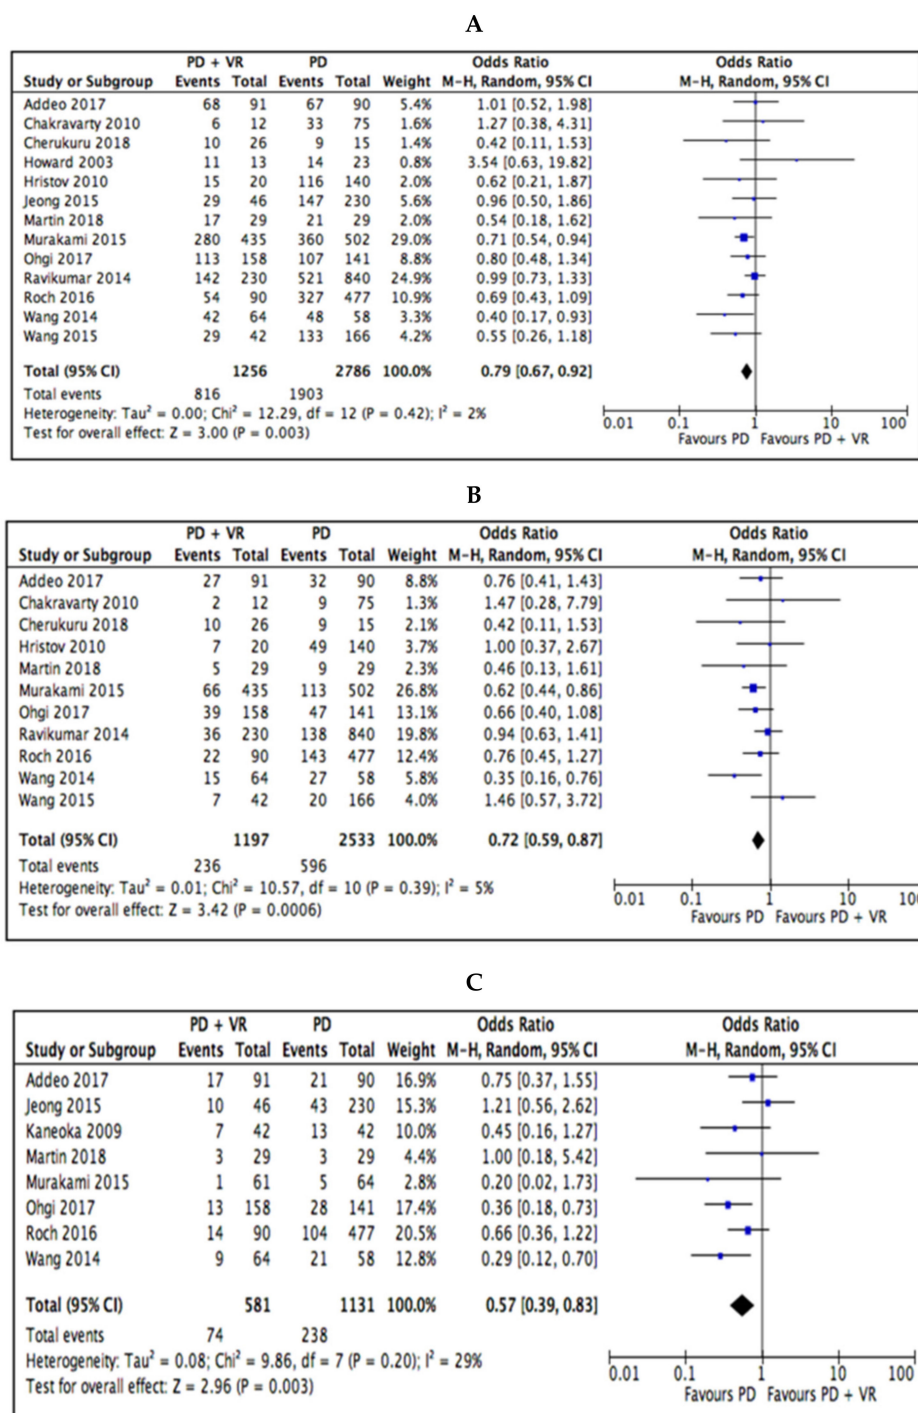 A
PD + VR PD Odds Ratio Odds Ratio
Study or Subgroup Events Total Events Total Weight M-H, Random, 95% CI M-H, Random, 95% CI
Addeo 2017 68 91 67 90 5.4% 1.01 [0.52, 1.98]
Chakravarty 2010 6 12 33 75 1.6% 1.27 [0.38, 4.31]
Cherukuru 2018 10 26 9 15 1.4% 0.42 [0.11, 1.53]
Howard 2003 11 13 14 23 0.8% 3.54 [0.63, 19.82]
Hristov 2010 15 20 116 140 2.0% 0.62 [0.21, 1.87]
Jeong 2015 29 46 147 230 5.6% 0.96 [0.50, 1.86]
Martin 2018 17 29 21 29 2.0% 0.54 [0.18, 1.62]
Murakami 2015 280 435 360 502 29.0% 0.71 [0.54, 0.94]
Ohgi 2017 113 158 107 141 8.8% 0.80 [0.48, 1.34]
Ravikumar 2014 142 230 521 840 24.9% 0.99 [0.73, 1.33]
Roch 2016 54 90 327 477 10.9% 0.69 [0.43, 1.09]
Wang 2014 42 64 48 58 3.3% 0.40 [0.17, 0.93]
Wang 2015 29 42 133 166 4.2% 0.55 [0.26, 1.18]
Total (95% CI) 1256 2786 100.0% 0.79 [0.67, 0.92]
Total events 816 1903
Heterogeneity: Tau² = 0.00; Chi² = 12.29, df = 12 (P = 0.42); I² = 2%
Test for overall effect: Z = 3.00 (P = 0.003)
0.01 0.1 1 10 100
Favours PD Favours PD + VR
B
PD + VR PD Odds Ratio Odds Ratio
Study or Subgroup Events Total Events Total Weight M-H, Random, 95% CI M-H, Random, 95% CI
Addeo 2017 27 91 32 90 8.8% 0.76 [0.41, 1.43]
Chakravarty 2010 2 12 9 75 1.3% 1.47 [0.28, 7.79]
Cherukuru 2018 10 26 9 15 2.1% 0.42 [0.11, 1.53]
Hristov 2010 7 20 49 140 3.7% 1.00 [0.37, 2.67]
Martin 2018 5 29 9 29 2.3% 0.46 [0.13, 1.61]
Murakami 2015 66 435 113 502 26.8% 0.62 [0.44, 0.86]
Ohgi 2017 39 158 47 141 13.1% 0.66 [0.40, 1.08]
Ravikumar 2014 36 230 138 840 19.8% 0.94 [0.63, 1.41]
Roch 2016 22 90 143 477 12.4% 0.76 [0.45, 1.27]
Wang 2014 15 64 27 58 5.8% 0.35 [0.16, 0.76]
Wang 2015 7 42 20 166 4.0% 1.46 [0.57, 3.72]
Total (95% CI) 1197 2533 100.0% 0.72 [0.59, 0.87]
Total events 236 596
Heterogeneity: Tau² = 0.01; Chi² = 10.57, df = 10 (P = 0.39); I² = 5%
Test for overall effect: Z = 3.42 (P = 0.0006)
0.01 0.1 1 10 100
Favours PD Favours PD + VR
C
PD + VR PD Odds Ratio Odds Ratio
Study or Subgroup Events Total Events Total Weight M-H, Random, 95% CI M-H, Random, 95% CI
Addeo 2017 17 91 21 90 16.9% 0.75 [0.37, 1.55]
Jeong 2015 10 46 43 230 15.3% 1.21 [0.56, 2.62]
Kaneoka 2009 7 42 13 42 10.0% 0.45 [0.16, 1.27]
Martin 2018 3 29 3 29 4.4% 1.00 [0.18, 5.42]
Murakami 2015 1 61 5 64 2.8% 0.20 [0.02, 1.73]
Ohgi 2017 13 158 28 141 17.4% 0.36 [0.18, 0.73]
Roch 2016 14 90 104 477 20.5% 0.66 [0.36, 1.22]
Wang 2014 9 64 21 58 12.8% 0.29 [0.12, 0.70]
Total (95% CI) 581 1131 100.0% 0.57 [0.39, 0.83]
Total events 74 238
Heterogeneity: Tau² = 0.08; Chi² = 9.86, df = 7 (P = 0.20); I² = 29%
Test for overall effect: Z = 2.96 (P = 0.003)
0.01 0.1 1 10 100
Favours PD Favours PD + VR